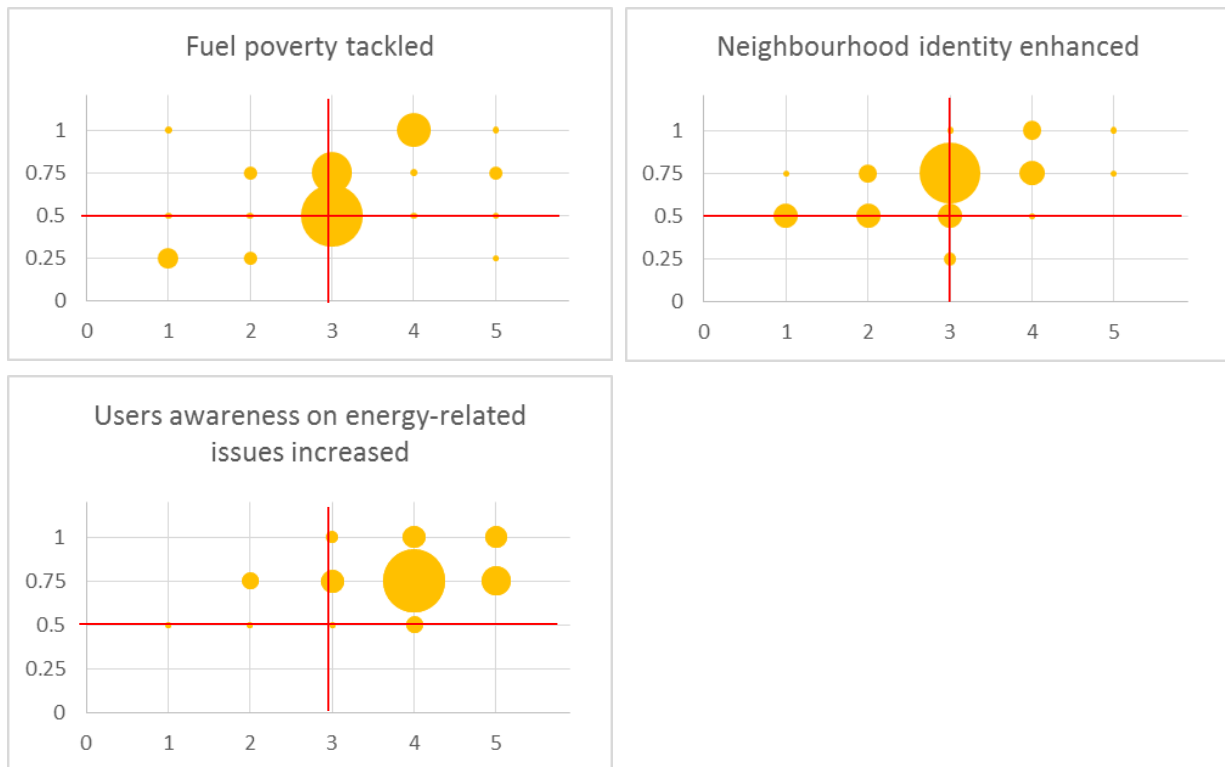 Fuel poverty tackled
1
0.75
0.5
0.25
0
0 1 2 3 4 5
Neighbourhood identity enhanced
1
0.75
0.5
0.25
0
0 1 2 3 4 5
Users awareness on energy-related
issues increased
1
0.75
0.5
0.25
0
0 1 2 3 4 5